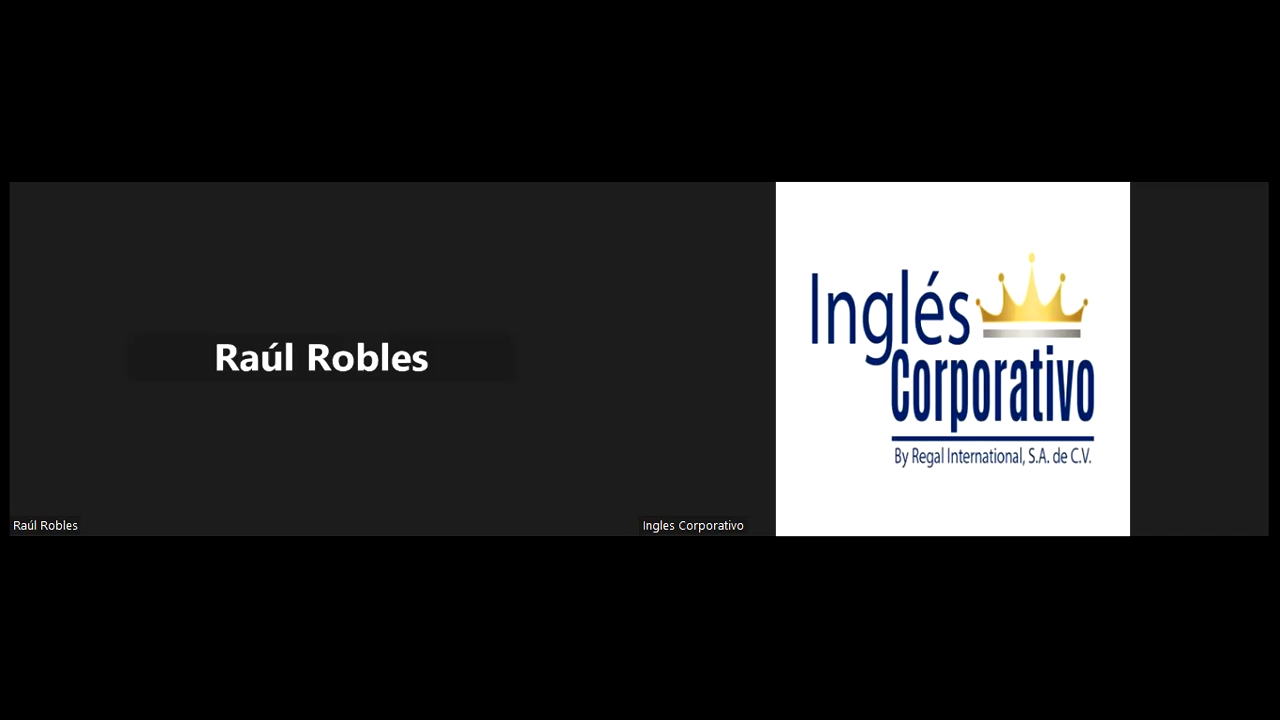 Raúl Robles
Raúl Robles
Inglés
Corporativo
By Regal International, S.A. de C.V.
Ingles Corporativo